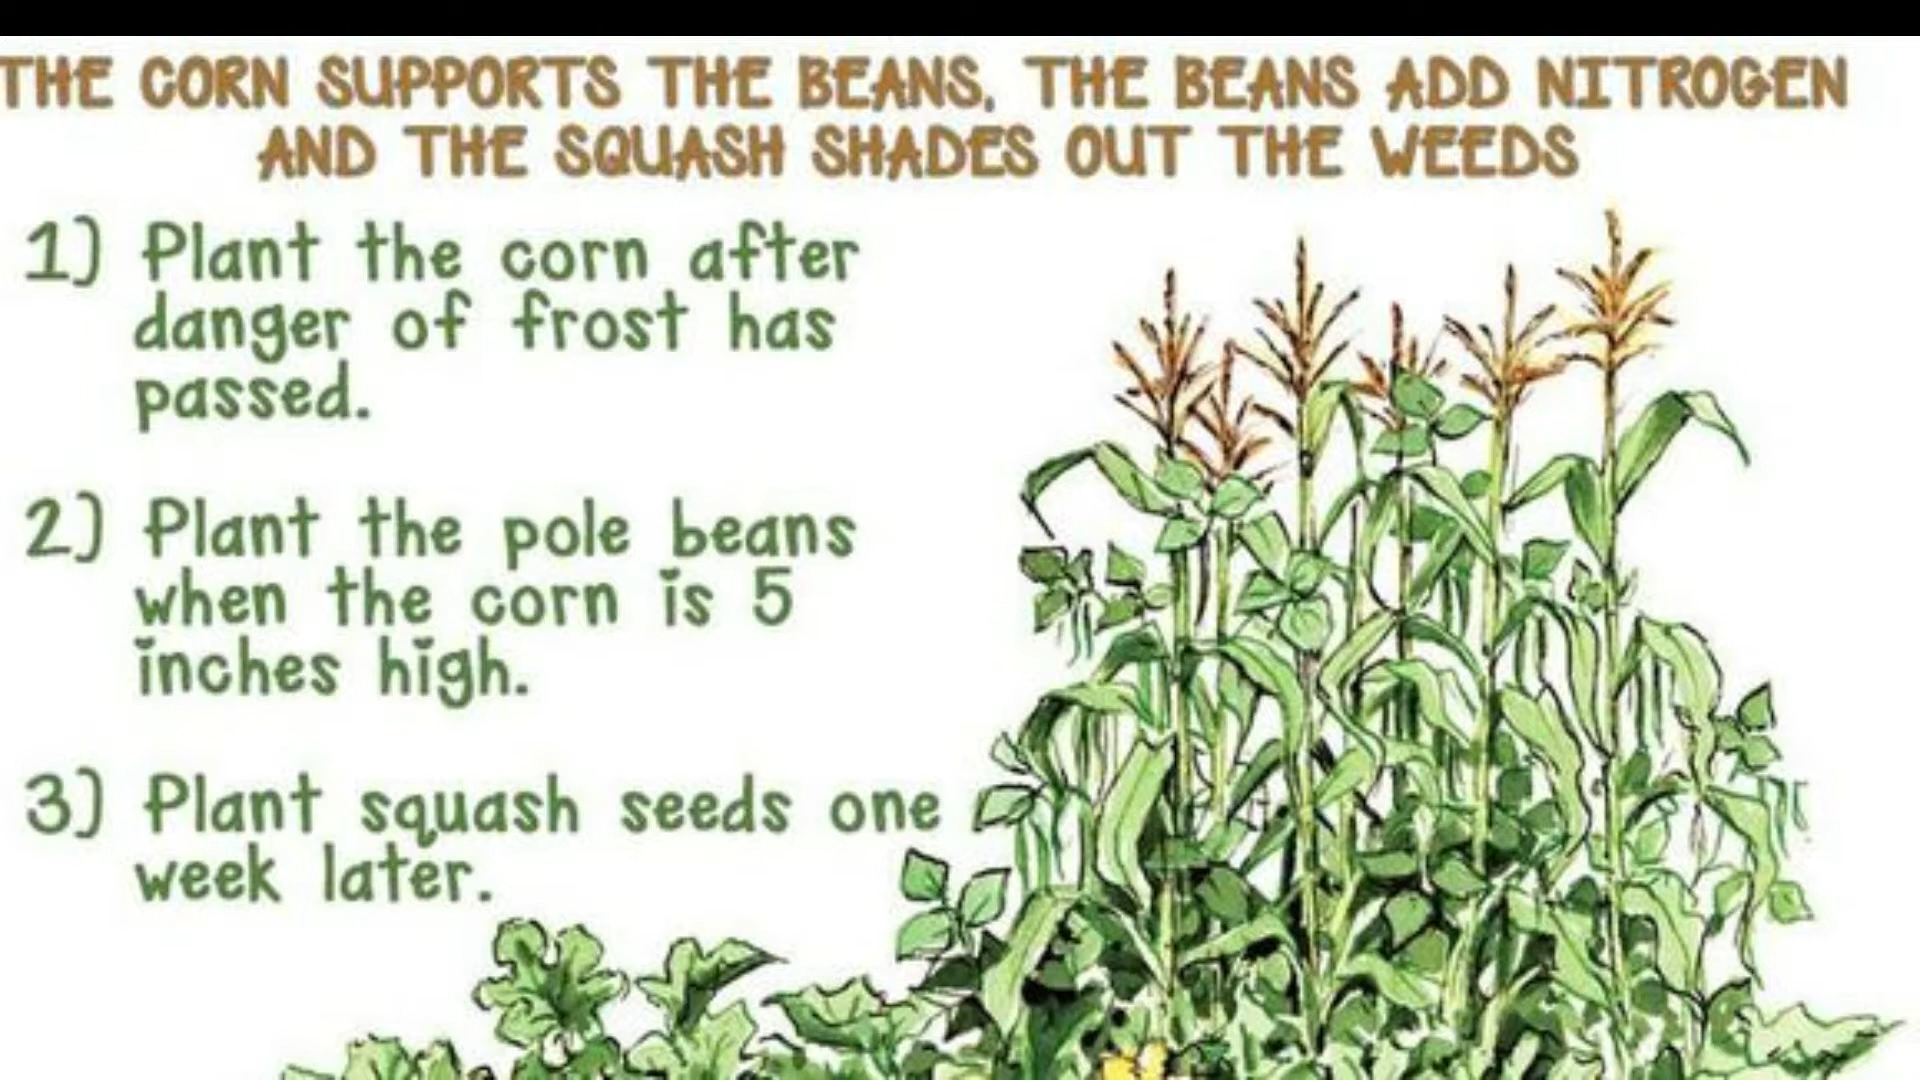 THE CORN SUPPORTS THE BEANS, THE BEANS ADD NITROGEN
AND THE SQUASH SHADES OUT THE WEEDS
1) Plant the corn after
danger of frost has
passed.
2) Plant the pole beans
when the corn is 5
inches high.
3) Plant squash seeds one
week later.